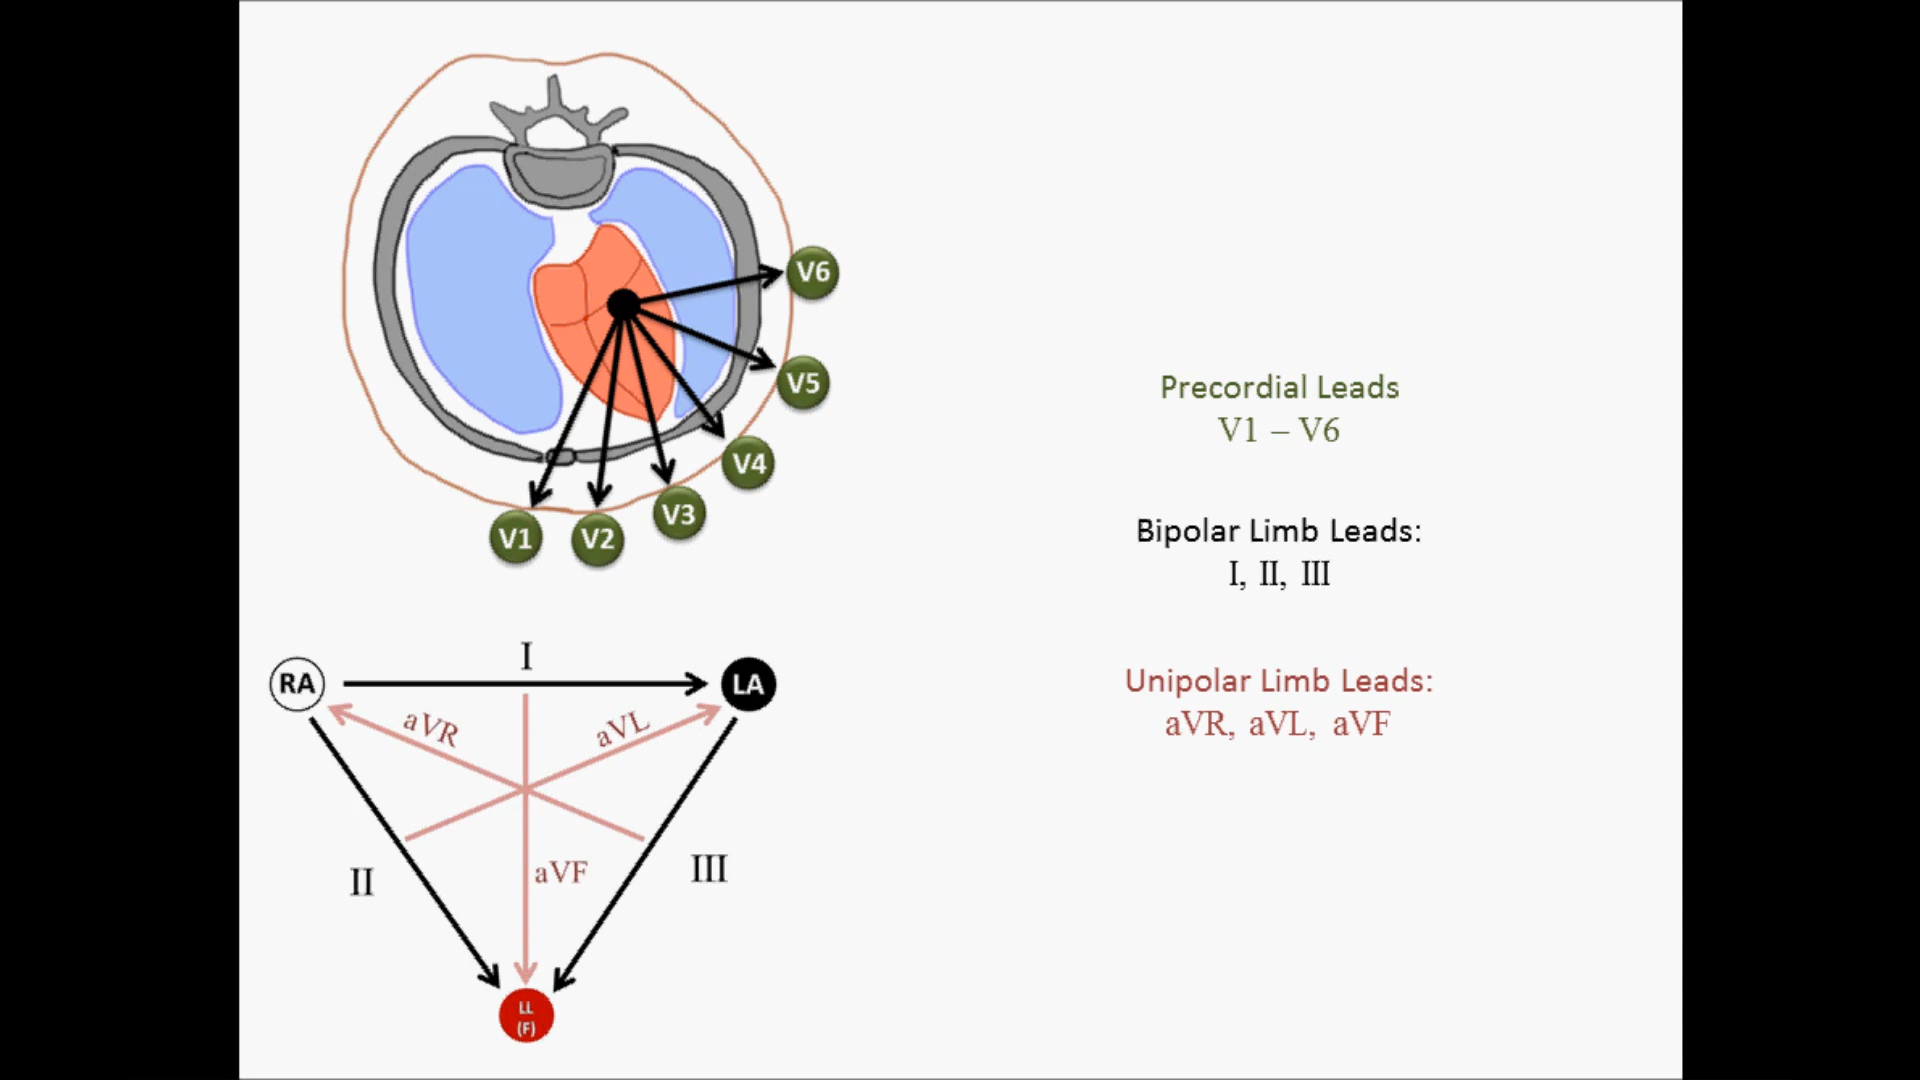 V6
V5
V4
V3
V1
V2
Precordial Leads
V1 – V6
Bipolar Limb Leads:
I, II, III
Unipolar Limb Leads:
aVR, aVL, aVF
I
RA
LA
aVR
aVL
II
aVF
III
LL
(F)